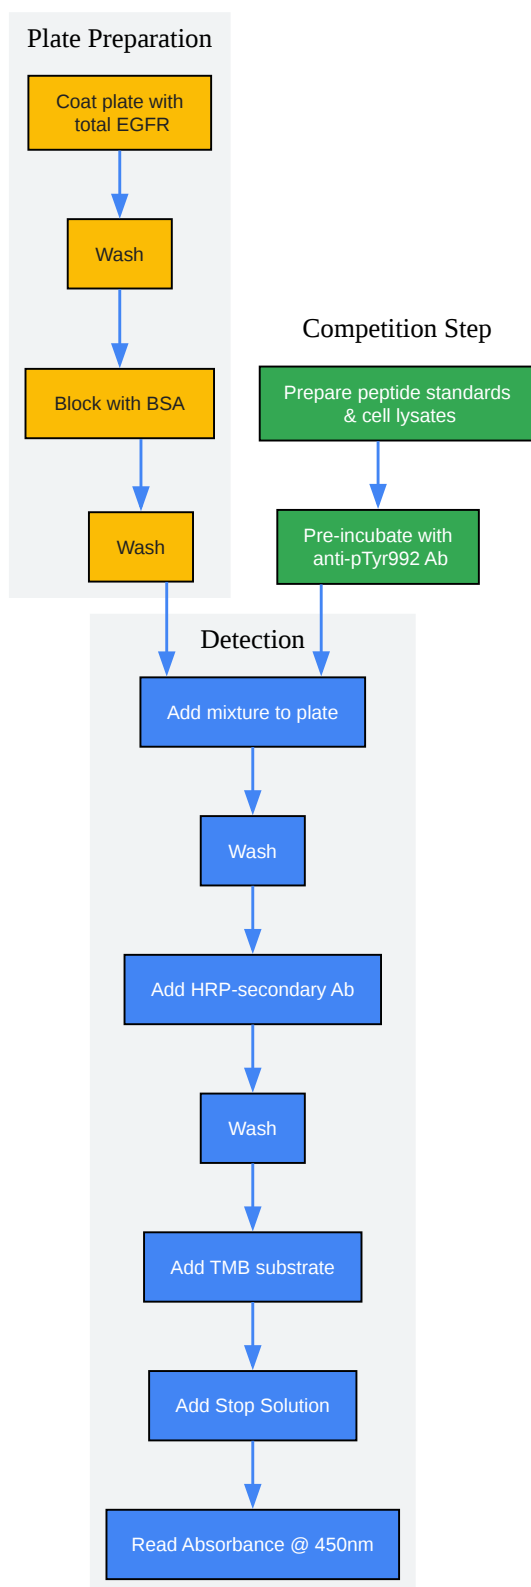 Plate Preparation
Coat plate with
total EGFR
Wash
Block with BSA
Wash
Competition Step
Prepare peptide standards
& cell lysates
Pre-incubate with
anti-pTyr992 Ab
Detection
Add mixture to plate
Wash
Add HRP-secondary Ab
Wash
Add TMB substrate
Add Stop Solution
Read Absorbance @ 450nm